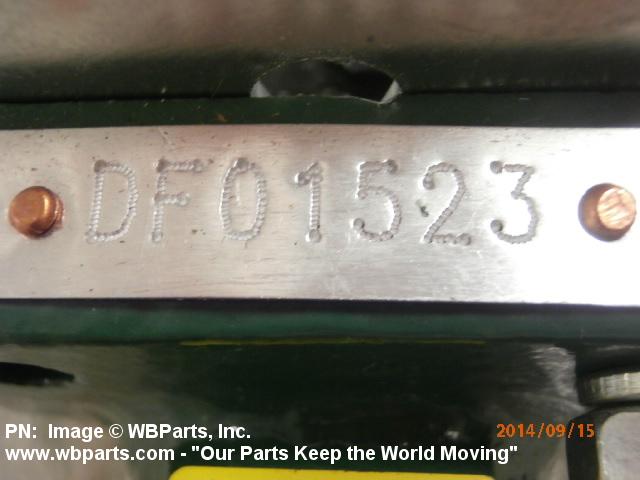 DF01523
PN:  Image © WBParts, Inc.
2014/09/15
www.wbparts.com - "Our Parts Keep the World Moving"